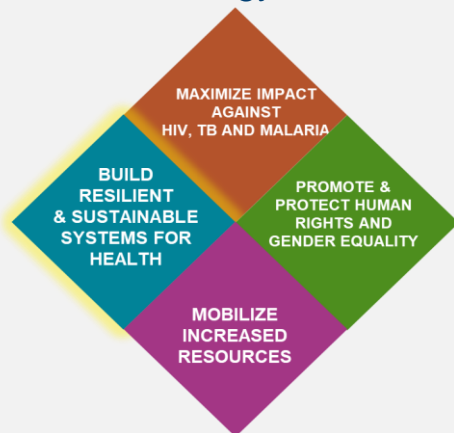 MAXIMIZE IMPACT
AGAINST
HIV, TB AND MALARIA
BUILD
RESILIENT
& SUSTAINABLE
SYSTEMS FOR
HEALTH
PROMOTE &
PROTECT HUMAN
RIGHTS AND
GENDER EQUALITY
MOBILIZE
INCREASED
RESOURCES